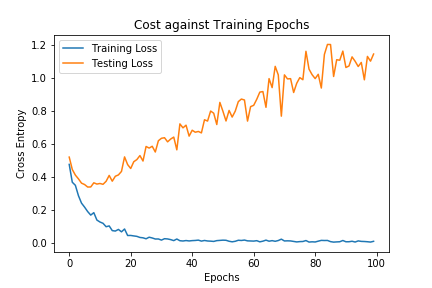 Cost against Training Epochs
Training Loss
Testing Loss
Cross Entropy
1.2
1.0
0.8
0.6
0.4
0.2
0.0
0 20 40 60 80 100
Epochs